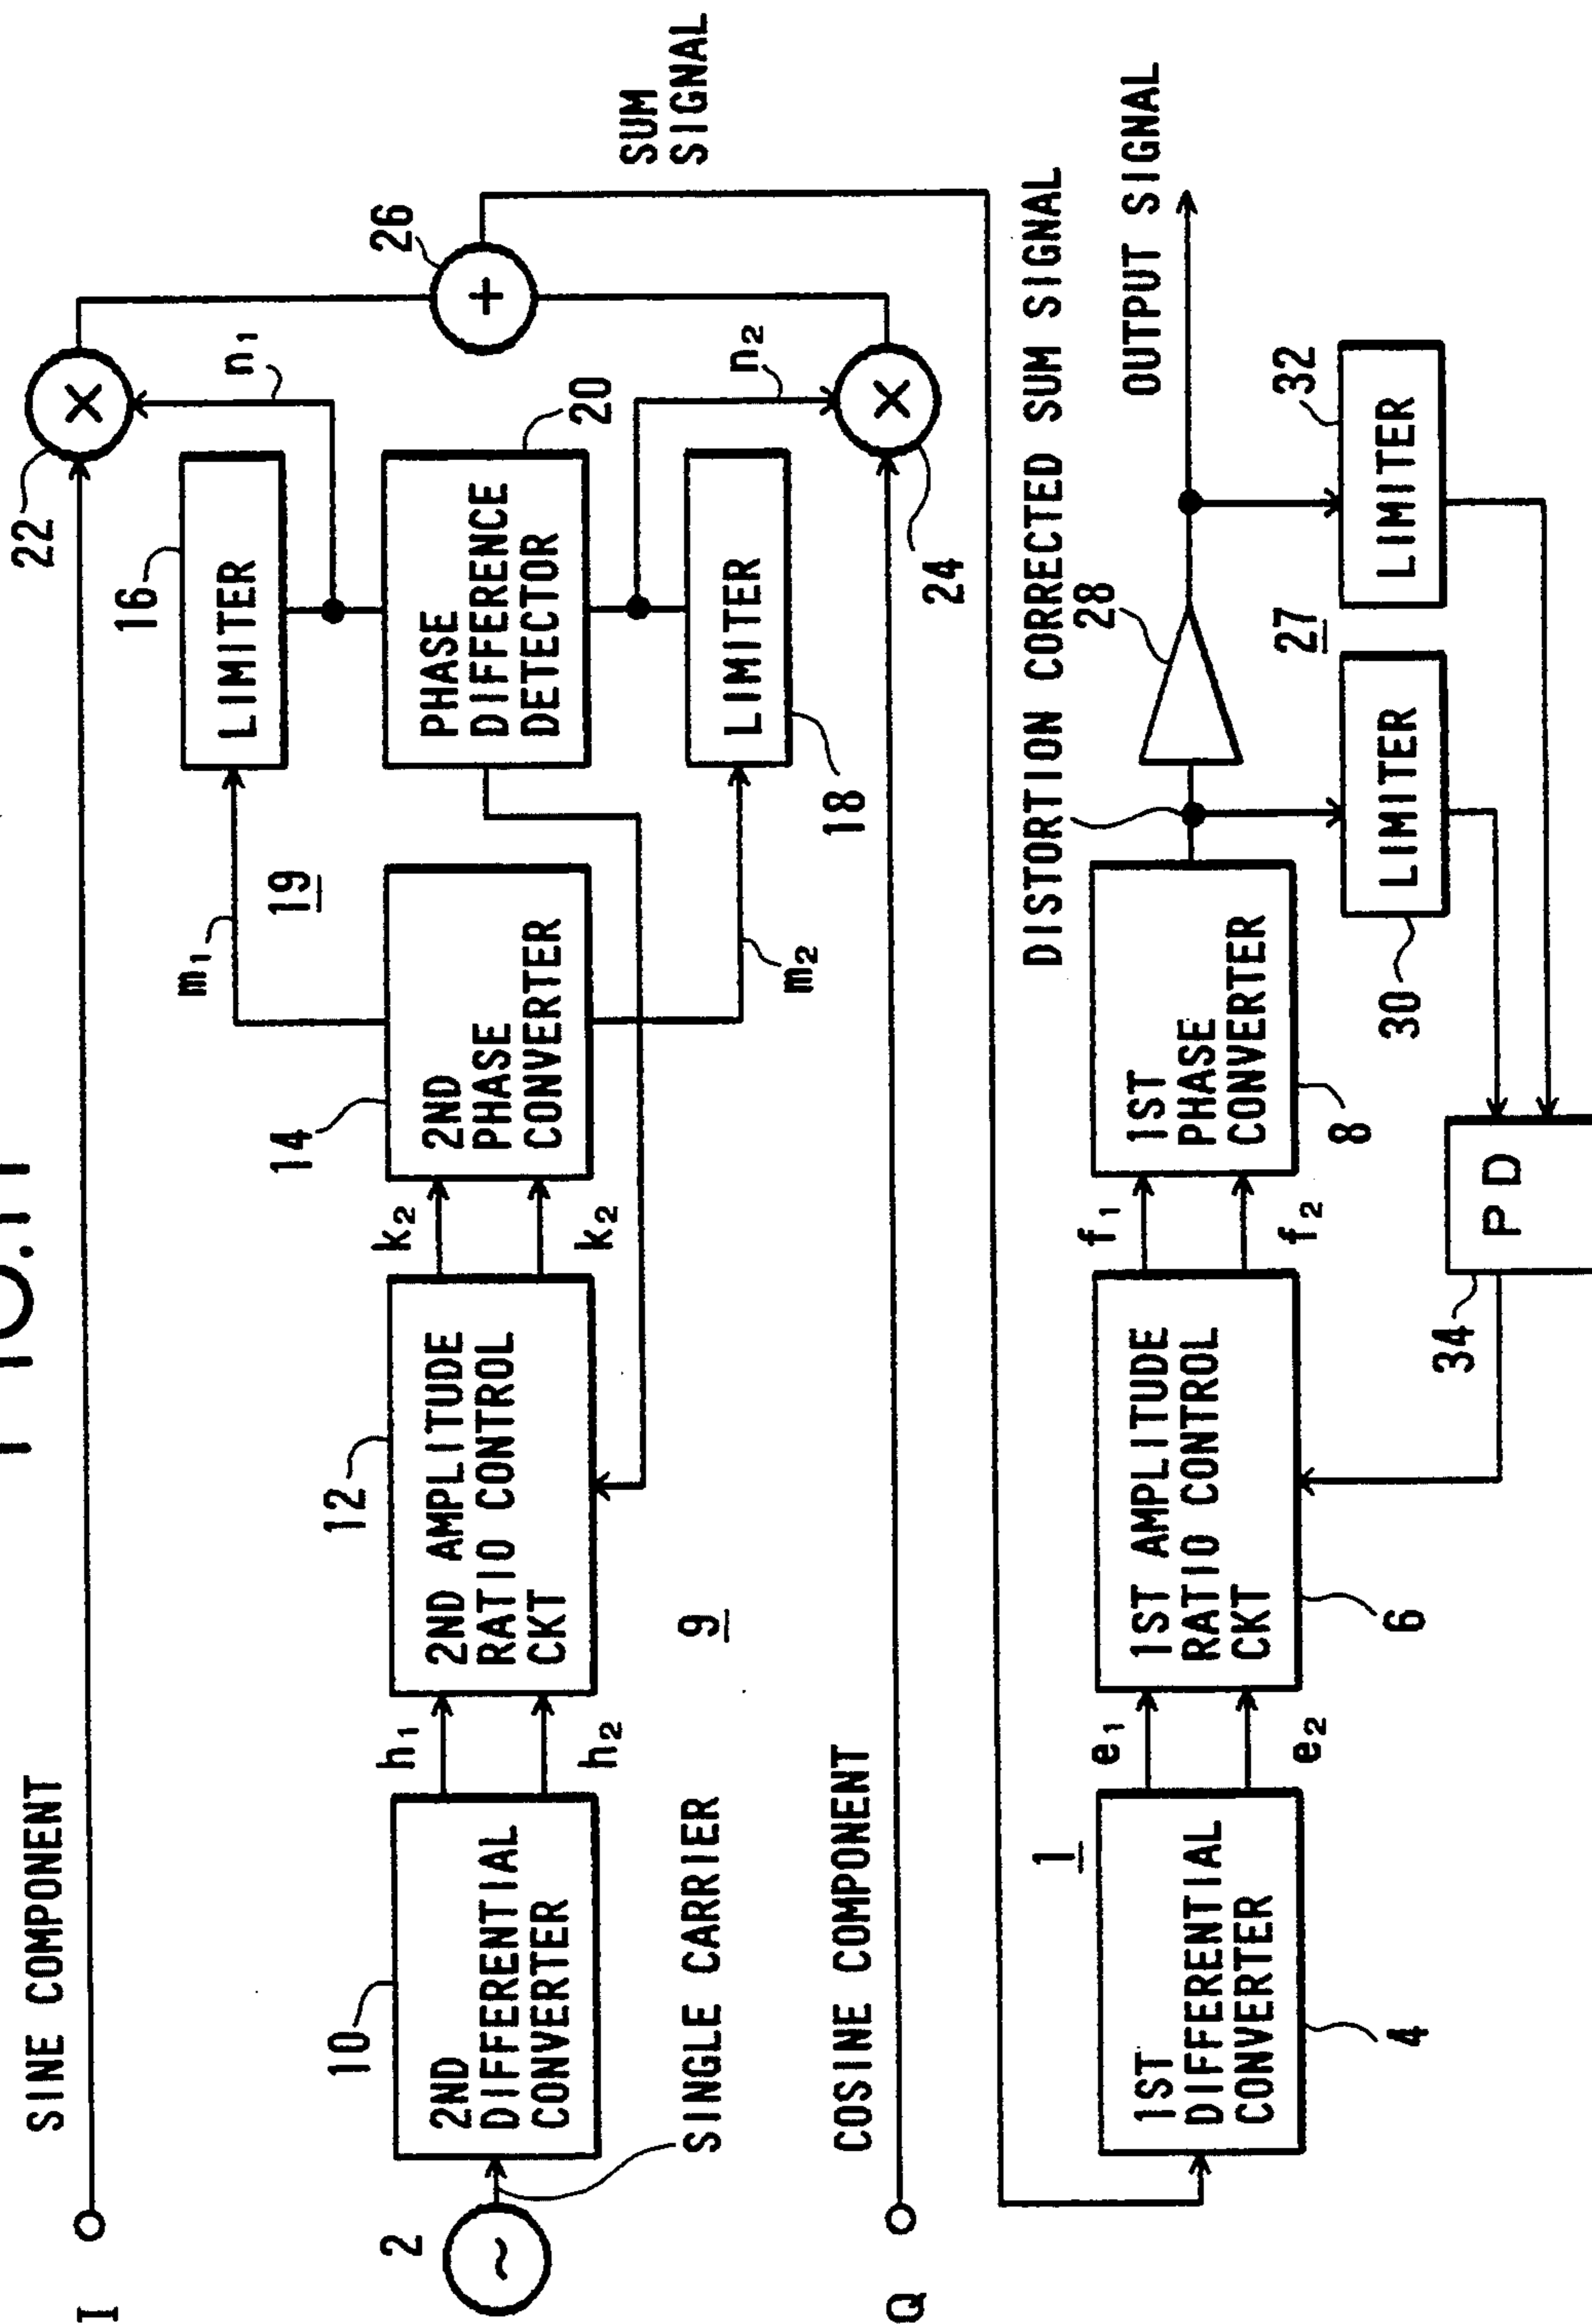 FIG.11
I
SINE COMPONENT
22
n₁
26
SUM
SIGNAL
2
SINGLE CARRIER
10
2ND
DIFFERENTIAL
CONVERTER
h₁
h₂
12
2ND AMPLITUDE
RATIO CONTROL
CKT
9
k₂
k₂
14
2ND
PHASE
CONVERTER
m₁
m₂
19
16
LIMITER
PHASE
DIFFERENCE
DETECTOR
20
LIMITER
18
n₂
24
Q
COSINE COMPONENT
1
1ST
DIFFERENTIAL
CONVERTER
4
e₁
e₂
1ST AMPLITUDE
RATIO CONTROL
CKT
6
f₁
f₂
1ST
PHASE
CONVERTER
8
DISTORTION CORRECTED SUM SIGNAL
28
OUTPUT SIGNAL
27
LIMITER
30
LIMITER
32
PD
34